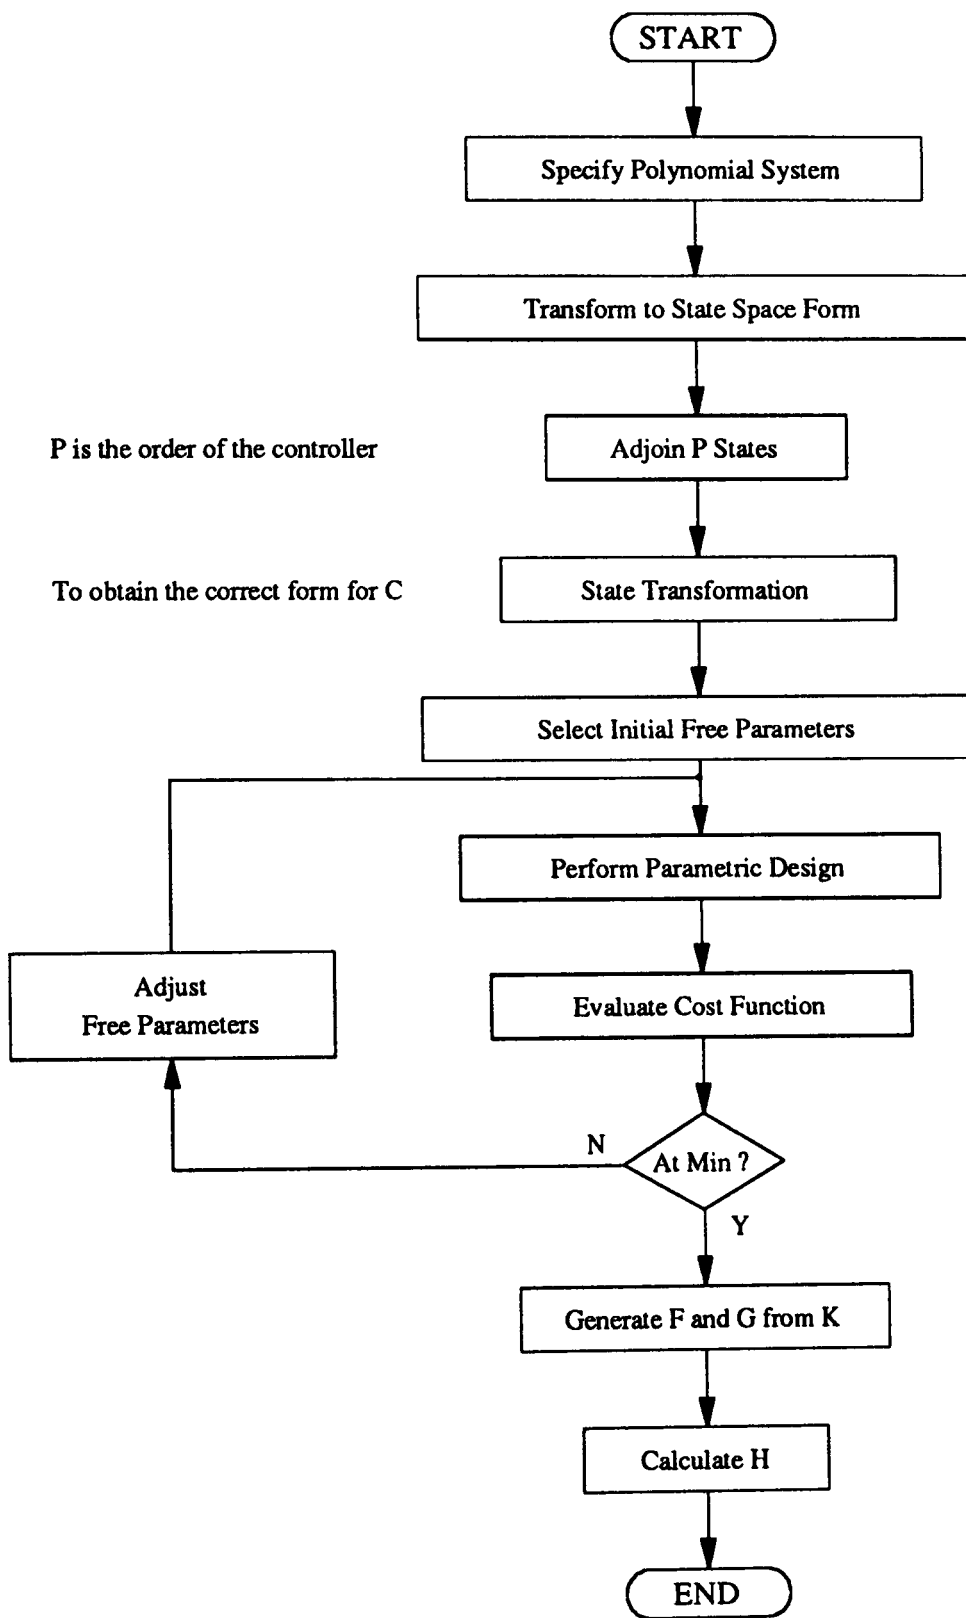 START
Specify Polynomial System
Transform to State Space Form
P is the order of the controller
Adjoin P States
To obtain the correct form for C
State Transformation
Select Initial Free Parameters
Perform Parametric Design
Adjust
Free Parameters
Evaluate Cost Function
N
At Min ?
Y
Generate F and G from K
Calculate H
END